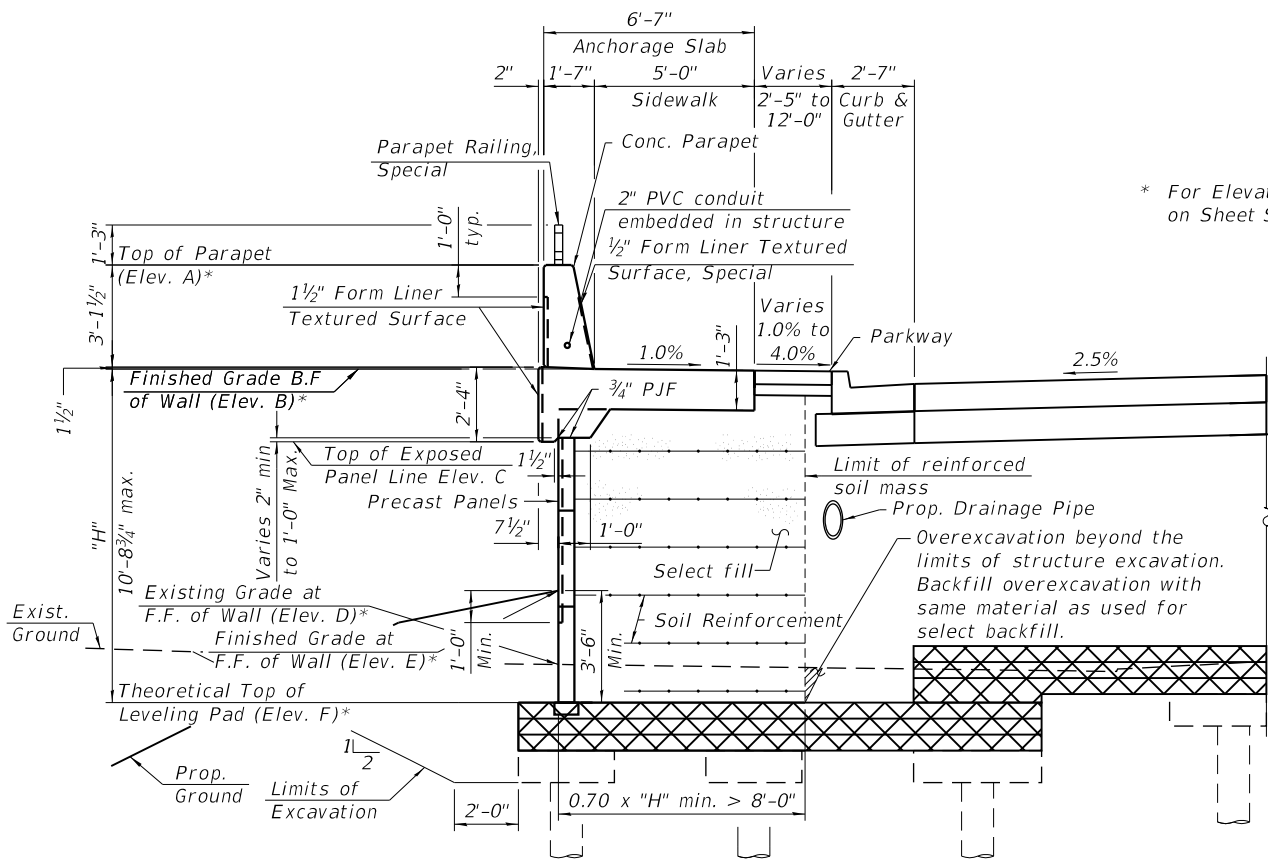 6'-7"
Anchorage Slab
2"
1'-7"
5'-0"
Varies
2'-7"
Sidewalk
2'-5" to
12'-0"
Curb &
Gutter
Parapet Railing,
Special
Conc. Parapet
2" PVC conduit
embedded in structure
½" Form Liner Textured
Surface, Special
* For Elevat
on Sheet S
1'-3"
1'-0"
typ.
Top of Parapet
(Elev. A)*
3'-1½"
1½" Form Liner
Textured Surface
Varies
1.0% to
4.0%
Parkway
1.0%
1'-3"
2.5%
Finished Grade B.F
of Wall (Elev. B)*
1½"
¾" PJF
2'-4"
Top of Exposed
Panel Line Elev. C
1½"
Precast Panels
Limit of reinforced
soil mass
Prop. Drainage Pipe
"H"
10'-8¾" max.
Varies 2" min
to 1'-0" Max.
7½"
1'-0"
Select fill
Overexcavation beyond the
limits of structure excavation.
Backfill overexcavation with
same material as used for
select backfill.
Existing Grade at
F.F. of Wall (Elev. D)*
Exist.
Ground
Finished Grade at
F.F. of Wall (Elev. E)*
1'-0"
Min.
3'-6"
Min.
Soil Reinforcement
Theoretical Top of
Leveling Pad (Elev. F)*
1
2
Prop.
Ground
Limits of
Excavation
2'-0"
0.70 x "H" min. > 8'-0"